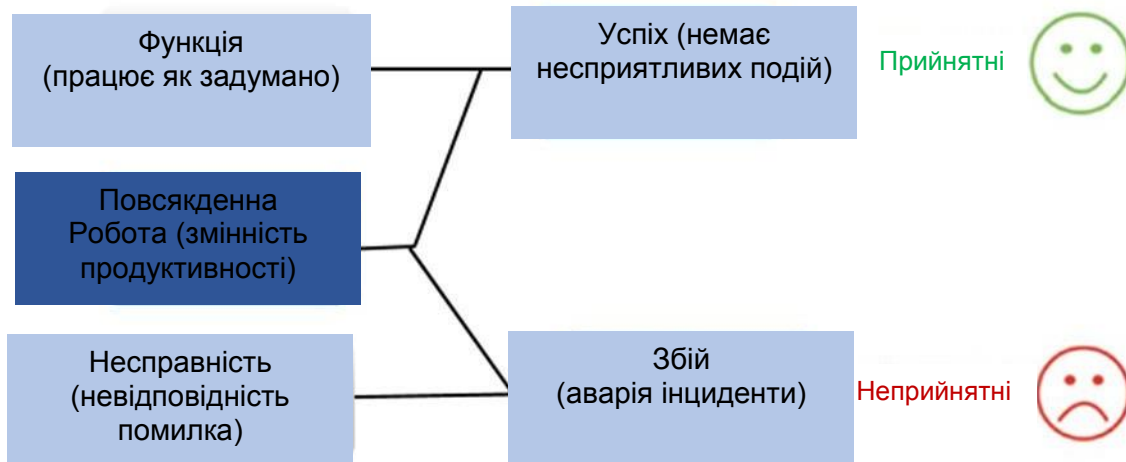 Функція
(працює як задумано)
Успіх (немає
несприятливих подій)
Прийнятні
Повсякденна
Робота (змінність
продуктивності)
Несправність
(невідповідність
помилка)
Збій
(аварія інциденти)
Неприйнятні